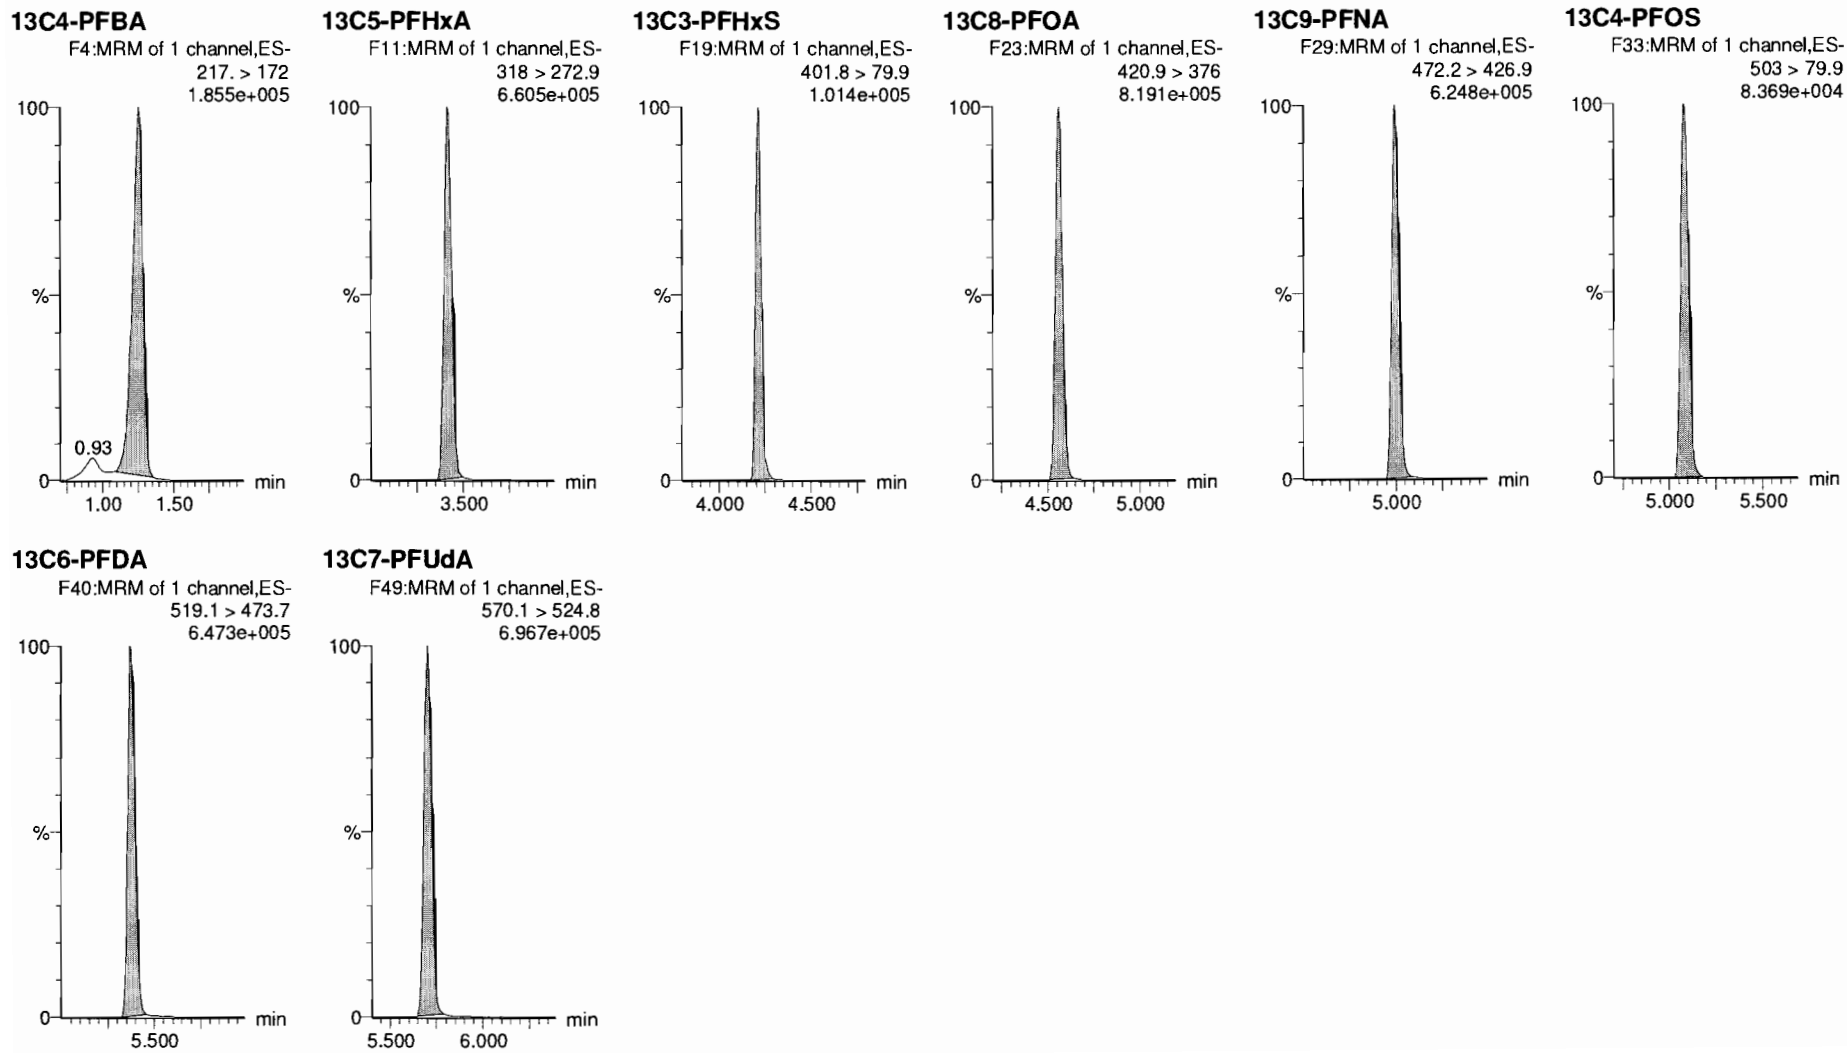 13C4-PFBA
F4:MRM of 1 channel,ES-
217. > 172
1.855e+005
100
%
0
0.93
min
1.00 1.50
13C5-PFHxA
F11:MRM of 1 channel,ES-
318 > 272.9
6.605e+005
100
%
0
min
3.500
13C3-PFHxS
F19:MRM of 1 channel,ES-
401.8 > 79.9
1.014e+005
100
%
0
min
4.000 4.500
13C8-PFOA
F23:MRM of 1 channel,ES-
420.9 > 376
8.191e+005
100
%
0
min
4.500 5.000
13C9-PFNA
F29:MRM of 1 channel,ES-
472.2 > 426.9
6.248e+005
100
%
0
min
5.000
13C4-PFOS
F33:MRM of 1 channel,ES-
503 > 79.9
8.369e+004
100
%
0
min
5.000 5.500
13C6-PFDA
F40:MRM of 1 channel,ES-
519.1 > 473.7
6.473e+005
100
%
0
min
5.500
13C7-PFUdA
F49:MRM of 1 channel,ES-
570.1 > 524.8
6.967e+005
100
%
0
min
5.500 6.000